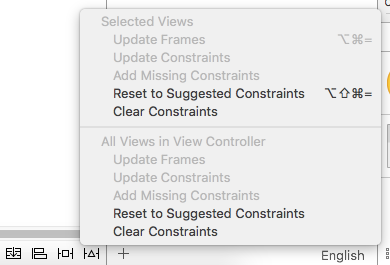 Selected Views
Update Frames ⌥⌘=
Update Constraints
Add Missing Constraints
Reset to Suggested Constraints ⌥⇧⌘=
Clear Constraints
All Views in View Controller
Update Frames
Update Constraints
Add Missing Constraints
Reset to Suggested Constraints
Clear Constraints
English